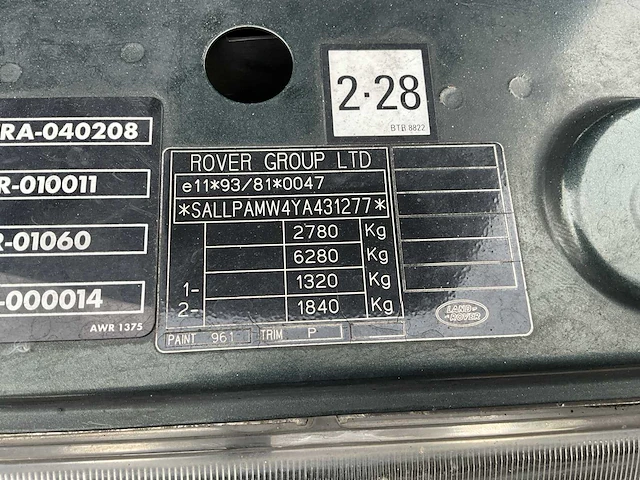 2·28
BTB 8822
RA-040208
R-010011
R-01060
-000014
AWR 1375
ROVER GROUP LTD
e11*93/81*0047
*SALLPAMW4YA431277*
2780 Kg
6280 Kg
1- 1320 Kg
2- 1840 Kg
PAINT 961 TRIM P
LAND-
-ROVER